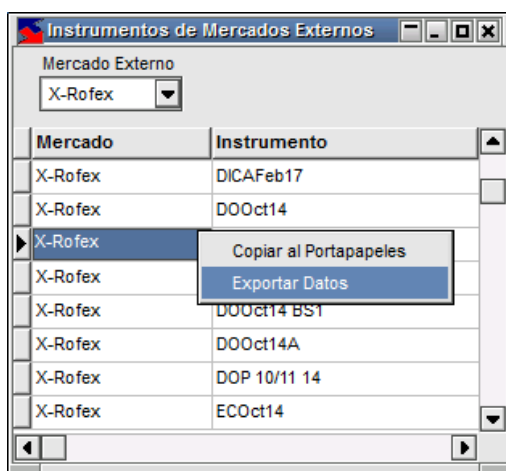 Instrumentos de Mercados Externos
Mercado Externo
X-Rofex
Mercado Instrumento
X-Rofex DICAFeb17
X-Rofex DOOct14
X-Rofex
Copiar al Portapapeles
X-Rofex
Exportar Datos
X-Rofex DOOct14 BS1
X-Rofex DOOct14A
X-Rofex DOP 10/11 14
X-Rofex ECOct14